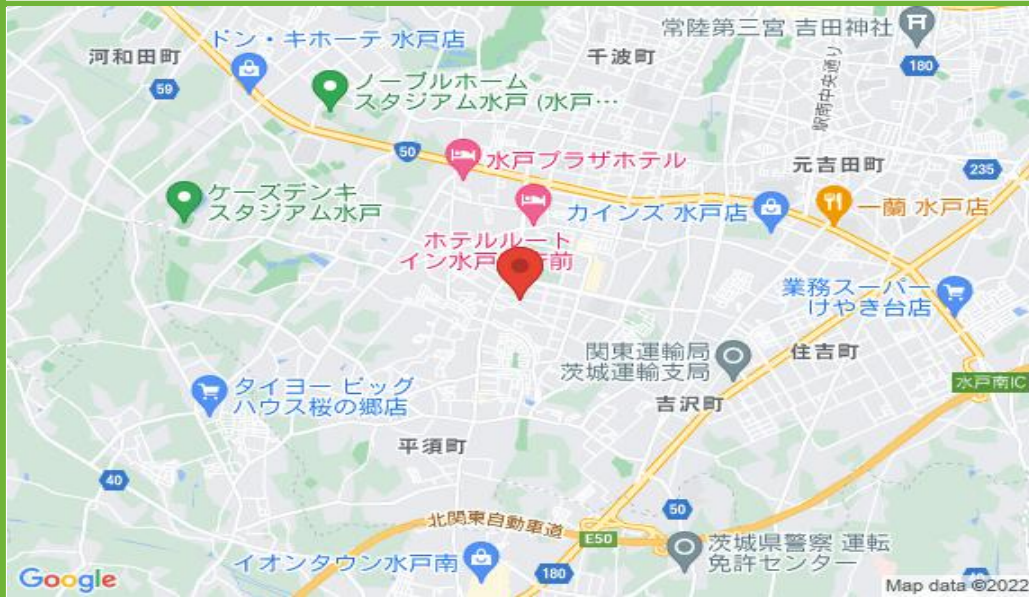 常陸第三宮 吉田神社
ドン・キホーテ 水戸店
河和田町
千波町
180
59
ノーブルホーム
スタジアム水戸 (水戸…
駅南中央通り
50
水戸プラザホテル
元吉田町
235
ケーズデンキ
スタジアム水戸
カインズ 水戸店
一蘭 水戸店
ホテルルート
イン水戸
前
業務スーパー
けやき台店
関東運輸局
茨城運輸支局
住吉町
水戸南IC
タイヨー ビッグ
ハウス桜の郷店
吉沢町
平須町
40
50
北関東自動車道
E50
茨城県警察 運転
免許センター
イオンタウン水戸南
180
Google
Map data ©2022